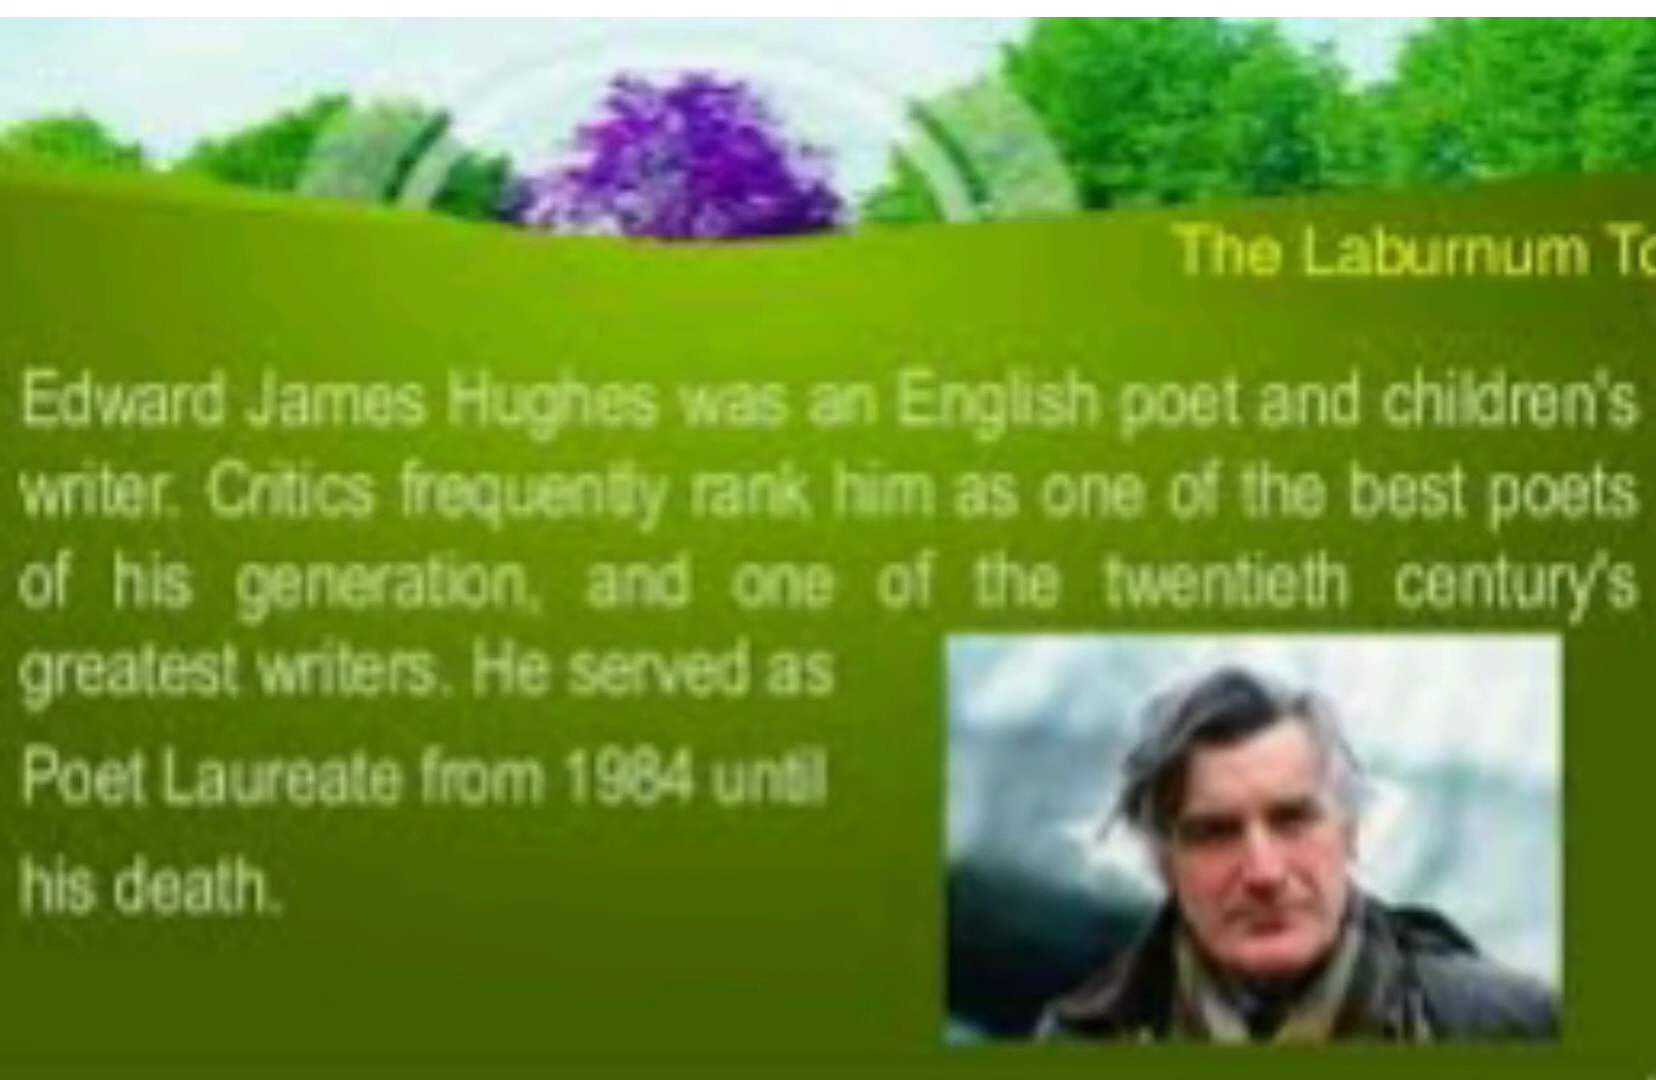 The Laburnum To
Edward James Hughes was an English poet and children's
writer. Critics frequently rank him as one of the best poets
of his generation, and one of the twentieth century's
greatest writers. He served as
Poet Laureate from 1984 until
his death.